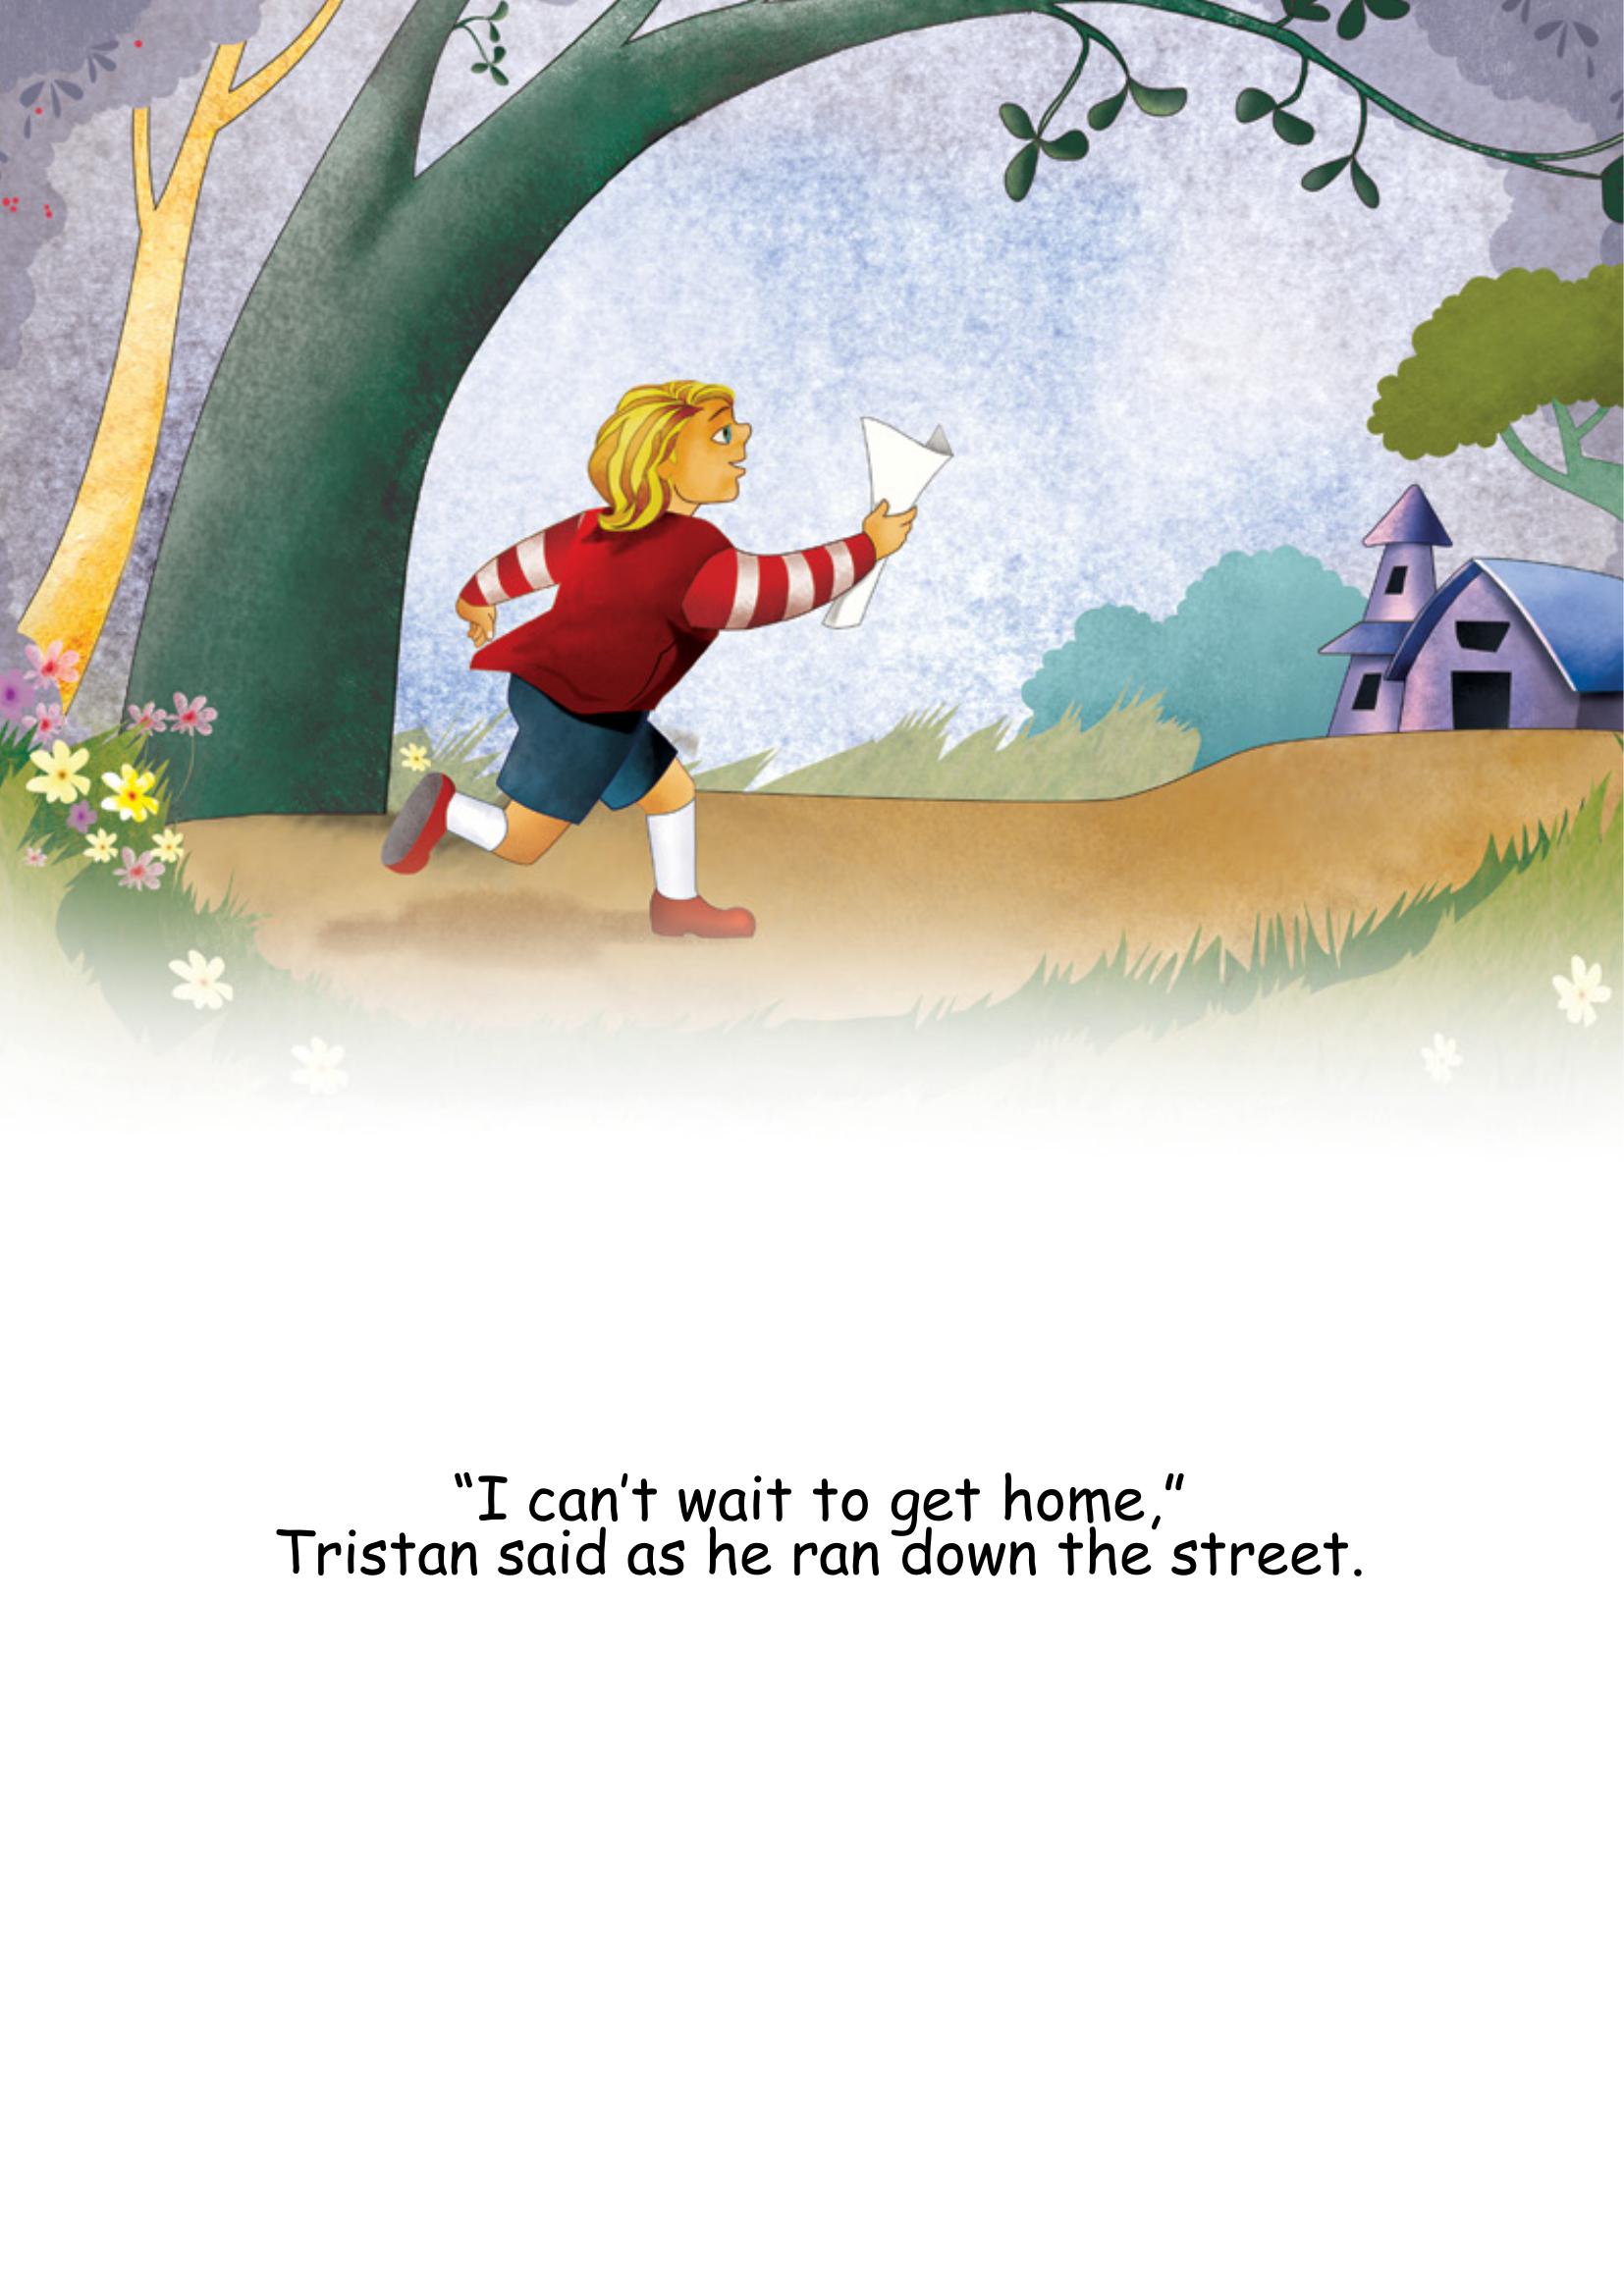 “I can’t wait to get home,”
Tristan said as he ran down the street.